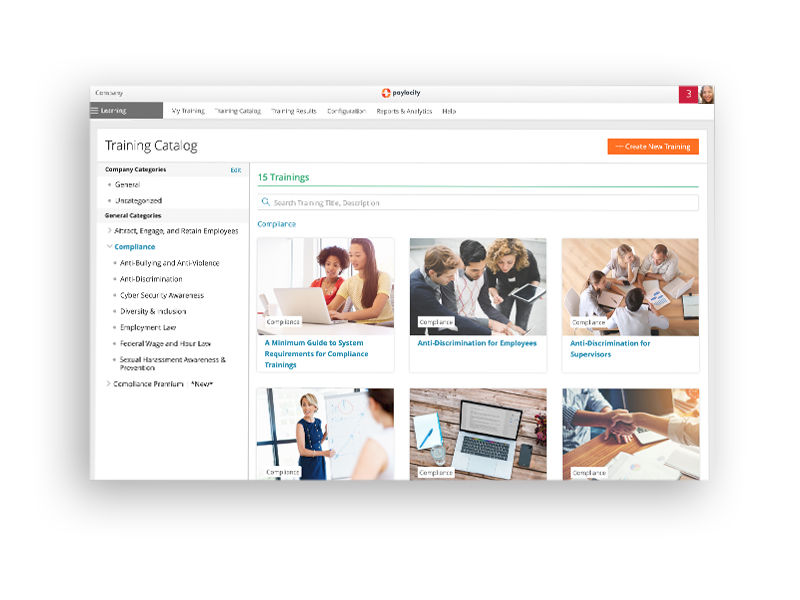 Company
paylocity
3
Learning
My Training
Training Catalog
Training Results
Configuration
Reports & Analytics
Help
Training Catalog
Create New Training
Company Categories
Edit
General
Uncategorized
General Categories
Attract, Engage, and Retain Employees
Compliance
Anti-Bullying and Anti-Violence
Anti-Discrimination
Cyber Security Awareness
Diversity & Inclusion
Employment Law
Federal Wage and Hour Law
Sexual Harassment Awareness &
Prevention
Compliance Premium | *New*
15 Trainings
Search Training Title, Description
Compliance
Compliance
A Minimum Guide to System
Requirements for Compliance
Trainings
Compliance
Anti-Discrimination for Employees
Compliance
Anti-Discrimination for
Supervisors
Compliance
Compliance
Compliance